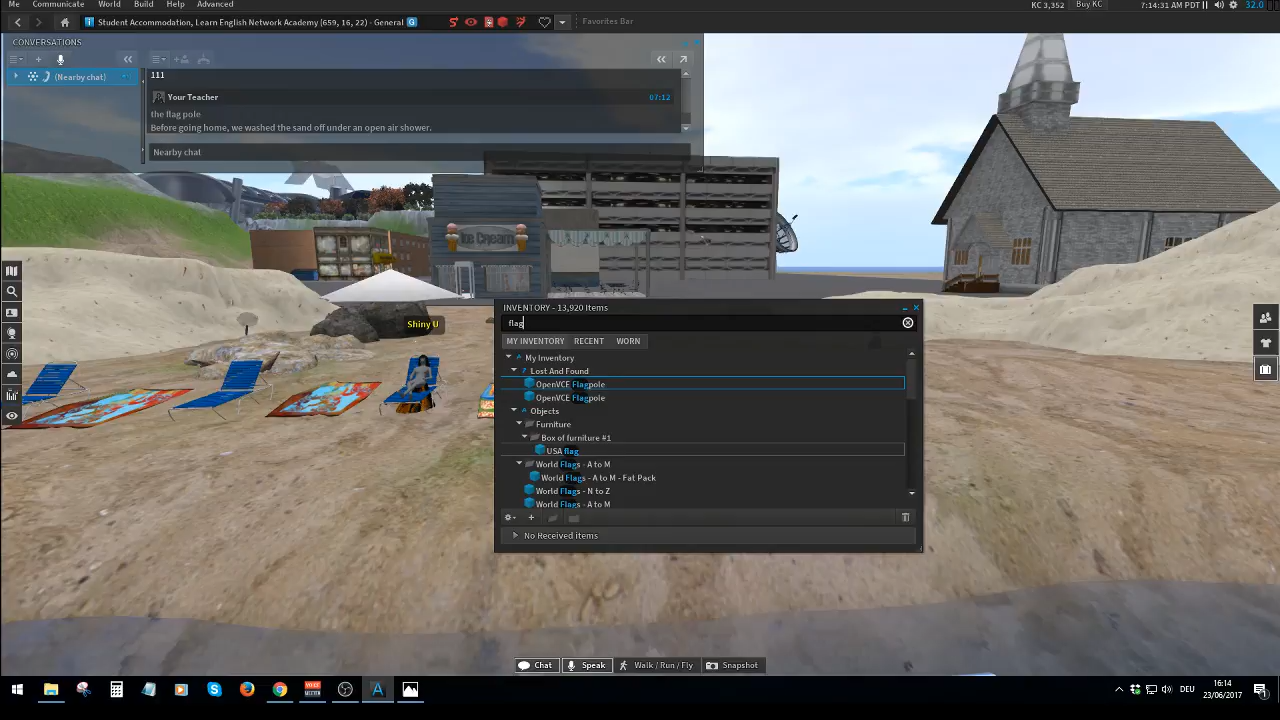 Me Communicate World Build Help Advanced
KC 3,352 Buy KC 7:14:31 AM PDT 32.0
Student Accommodation, Learn English Network Academy (659, 16, 22) - General G
Favorites Bar
CONVERSATIONS
(Nearby chat)
111
Your Teacher 07:12
the flag pole
Before going home, we washed the sand off under an open air shower.
Nearby chat
Ice Cream
Shiny U
INVENTORY - 13,920 Items
flag
MY INVENTORY RECENT WORN
My Inventory
Lost And Found
OpenVCE Flagpole
OpenVCE Flagpole
Objects
Furniture
Box of furniture #1
USA flag
World Flags - A to M
World Flags - A to M - Fat Pack
World Flags - N to Z
World Flags - A to M
No Received items
Chat Speak Walk / Run / Fly Snapshot
DEU
16:14
23/06/2017